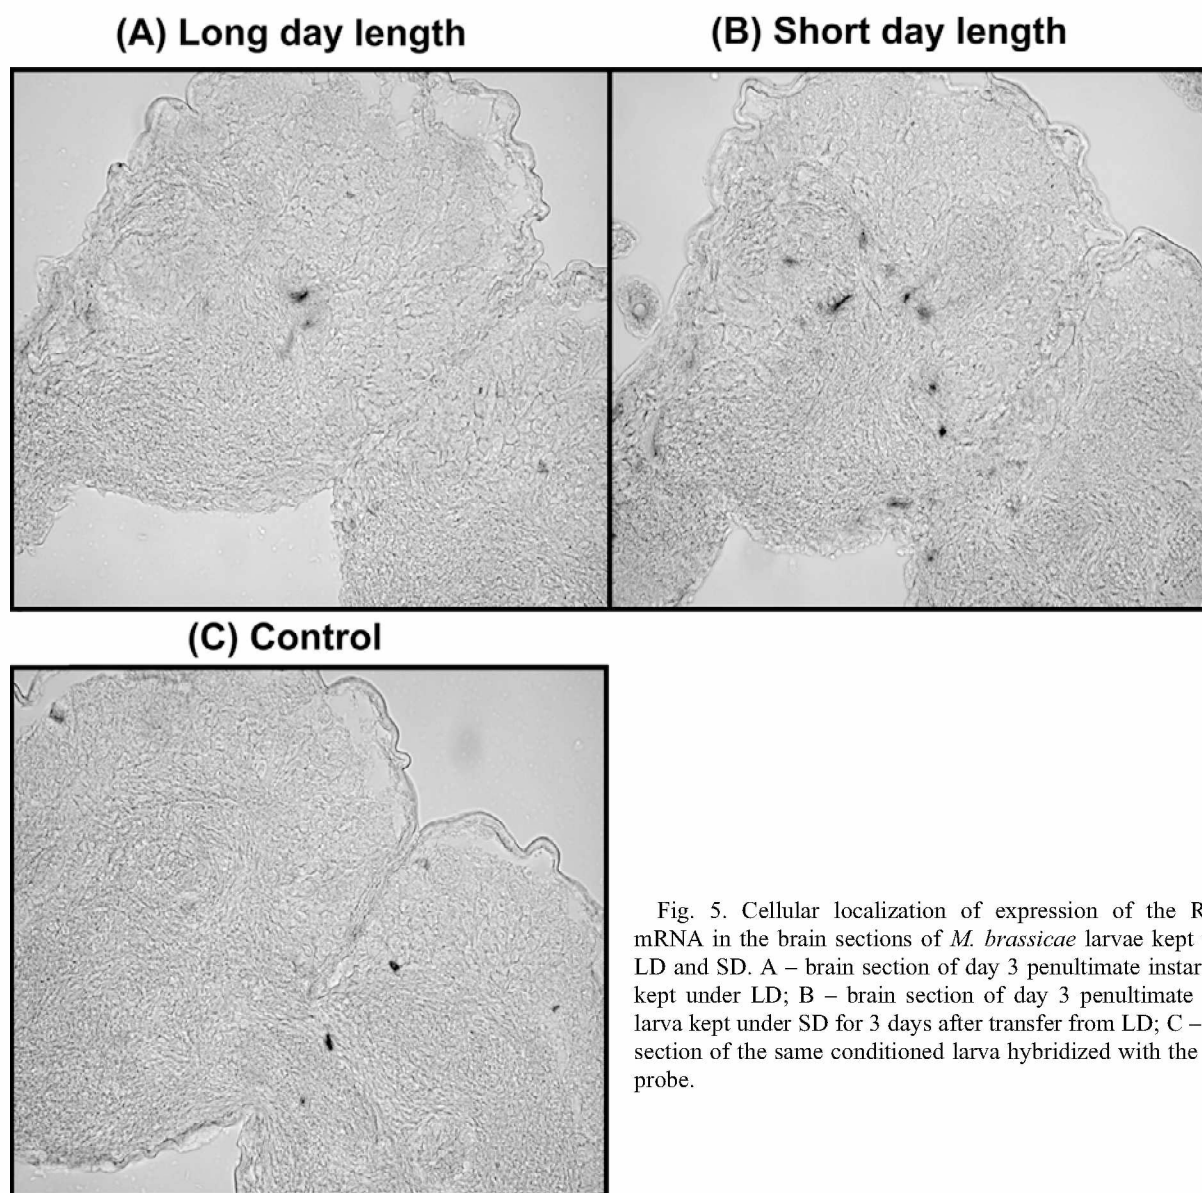 (A) Long day length
(B) Short day length
(C) Control
Fig. 5. Cellular localization of expression of the R
mRNA in the brain sections of M. brassicae larvae kept
LD and SD. A – brain section of day 3 penultimate instar
kept under LD; B – brain section of day 3 penultimate
larva kept under SD for 3 days after transfer from LD; C –
section of the same conditioned larva hybridized with the
probe.